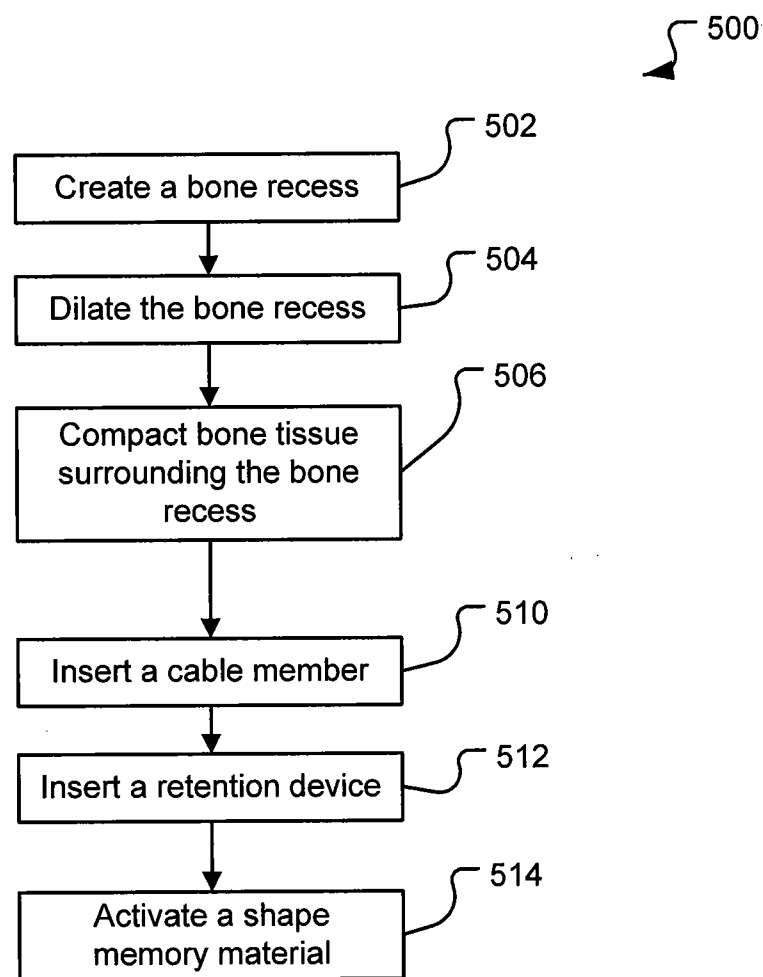 500
502
Create a bone recess
504
Dilate the bone recess
506
Compact bone tissue
surrounding the bone
recess
510
Insert a cable member
512
Insert a retention device
514
Activate a shape
memory material